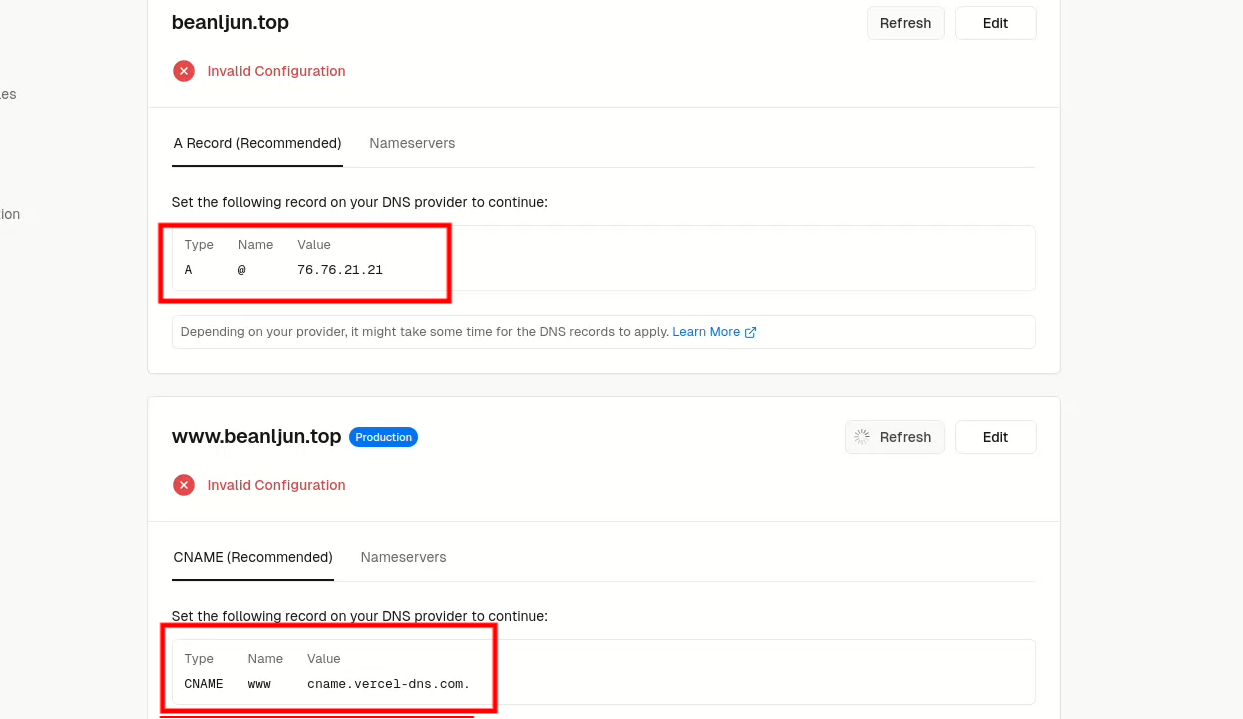 beanljun.top
Refresh
Edit
Invalid Configuration
A Record (Recommended)
Nameservers
Set the following record on your DNS provider to continue:
Type Name Value
A @ 76.76.21.21
Depending on your provider, it might take some time for the DNS records to apply. Learn More
www.beanljun.top Production
Refresh
Edit
Invalid Configuration
CNAME (Recommended)
Nameservers
Set the following record on your DNS provider to continue:
Type Name Value
CNAME www cname.vercel-dns.com.